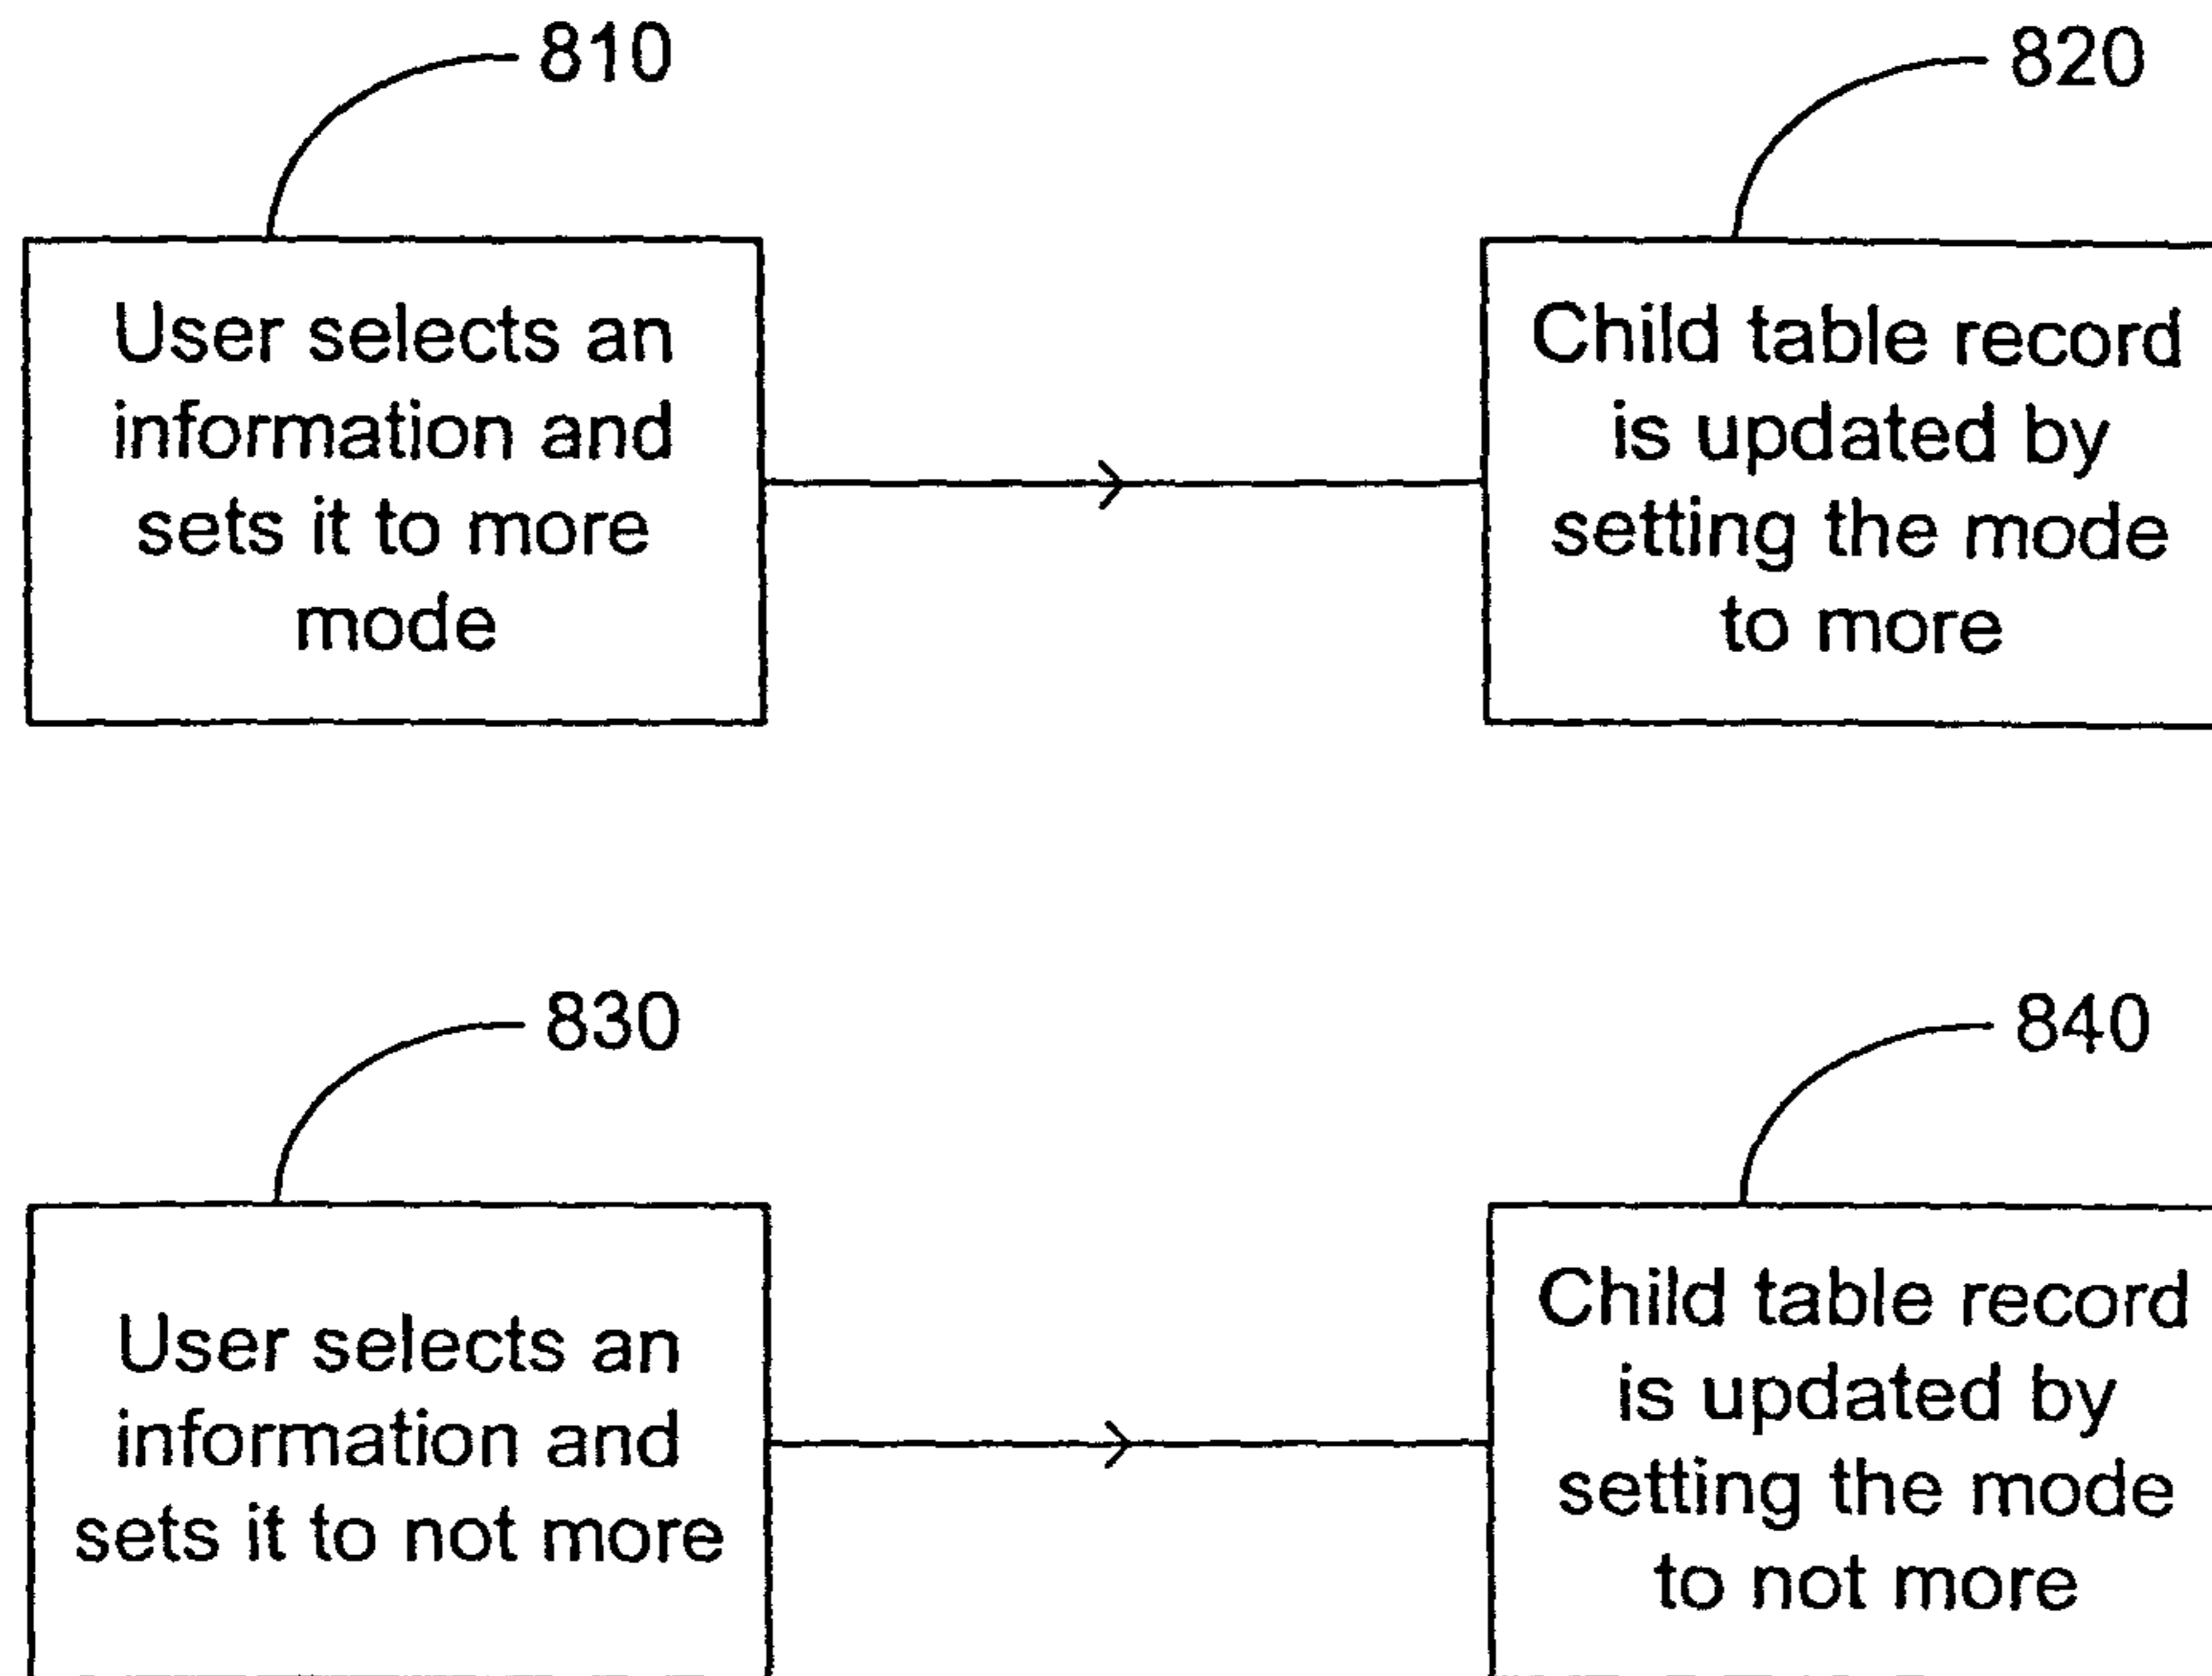 810
User selects an
information and
sets it to more
mode
820
Child table record
is updated by
setting the mode
to more
830
User selects an
information and
sets it to not more
840
Child table record
is updated by
setting the mode
to not more